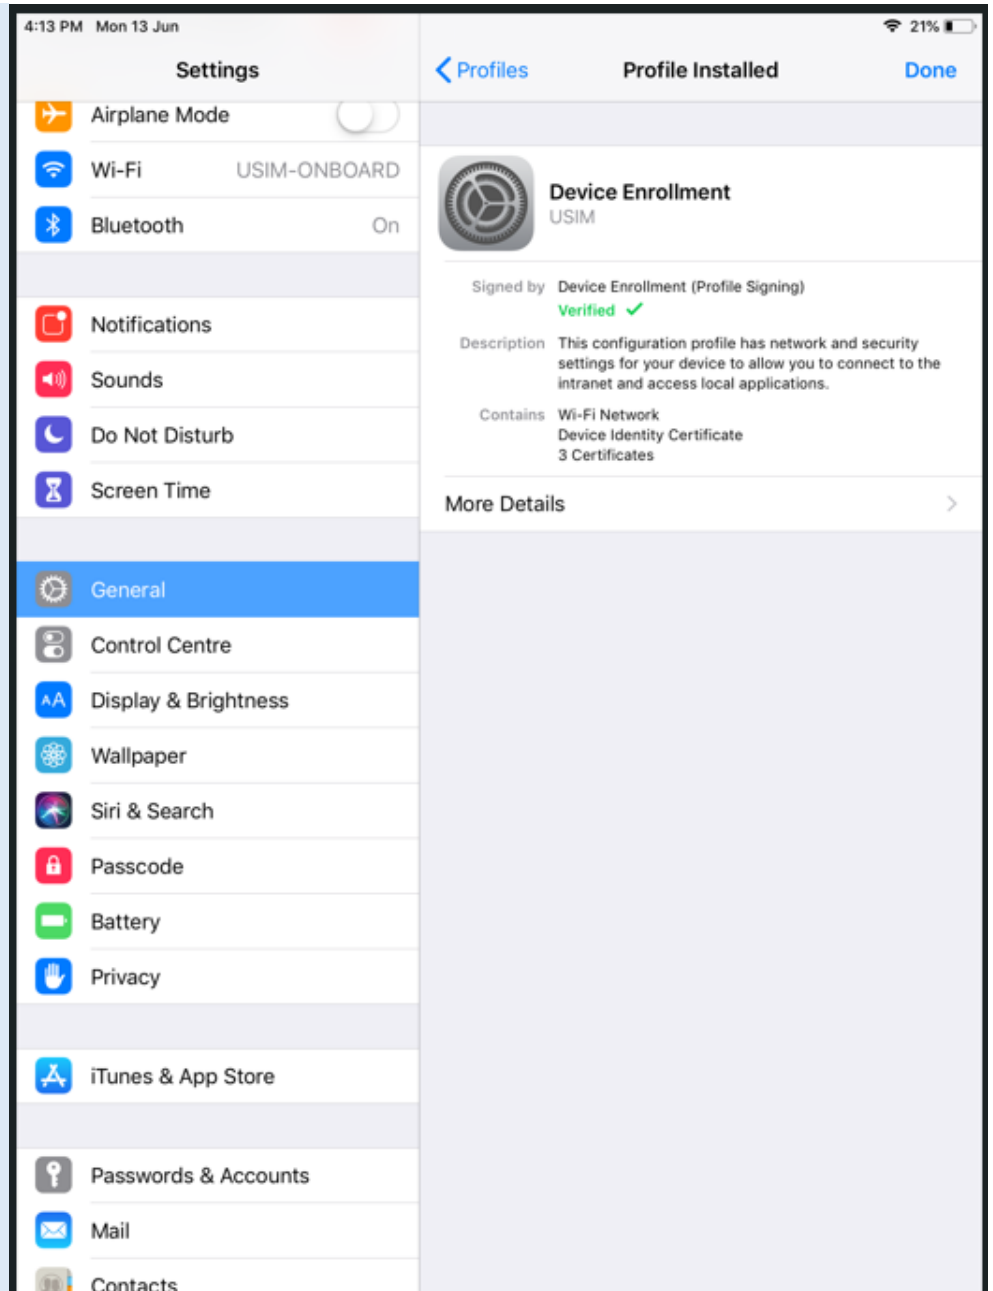 4:13 PM Mon 13 Jun
21%
Settings
Airplane Mode
Wi-Fi USIM-ONBOARD
Bluetooth On
Notifications
Sounds
Do Not Disturb
Screen Time
General
Control Centre
AA Display & Brightness
Wallpaper
Siri & Search
Passcode
Battery
Privacy
iTunes & App Store
Passwords & Accounts
Mail
Contacts
Profiles Profile Installed Done
Device Enrollment
USIM
Signed by Device Enrollment (Profile Signing)
Verified
Description This configuration profile has network and security
settings for your device to allow you to connect to the
intranet and access local applications.
Contains Wi-Fi Network
Device Identity Certificate
3 Certificates
More Details